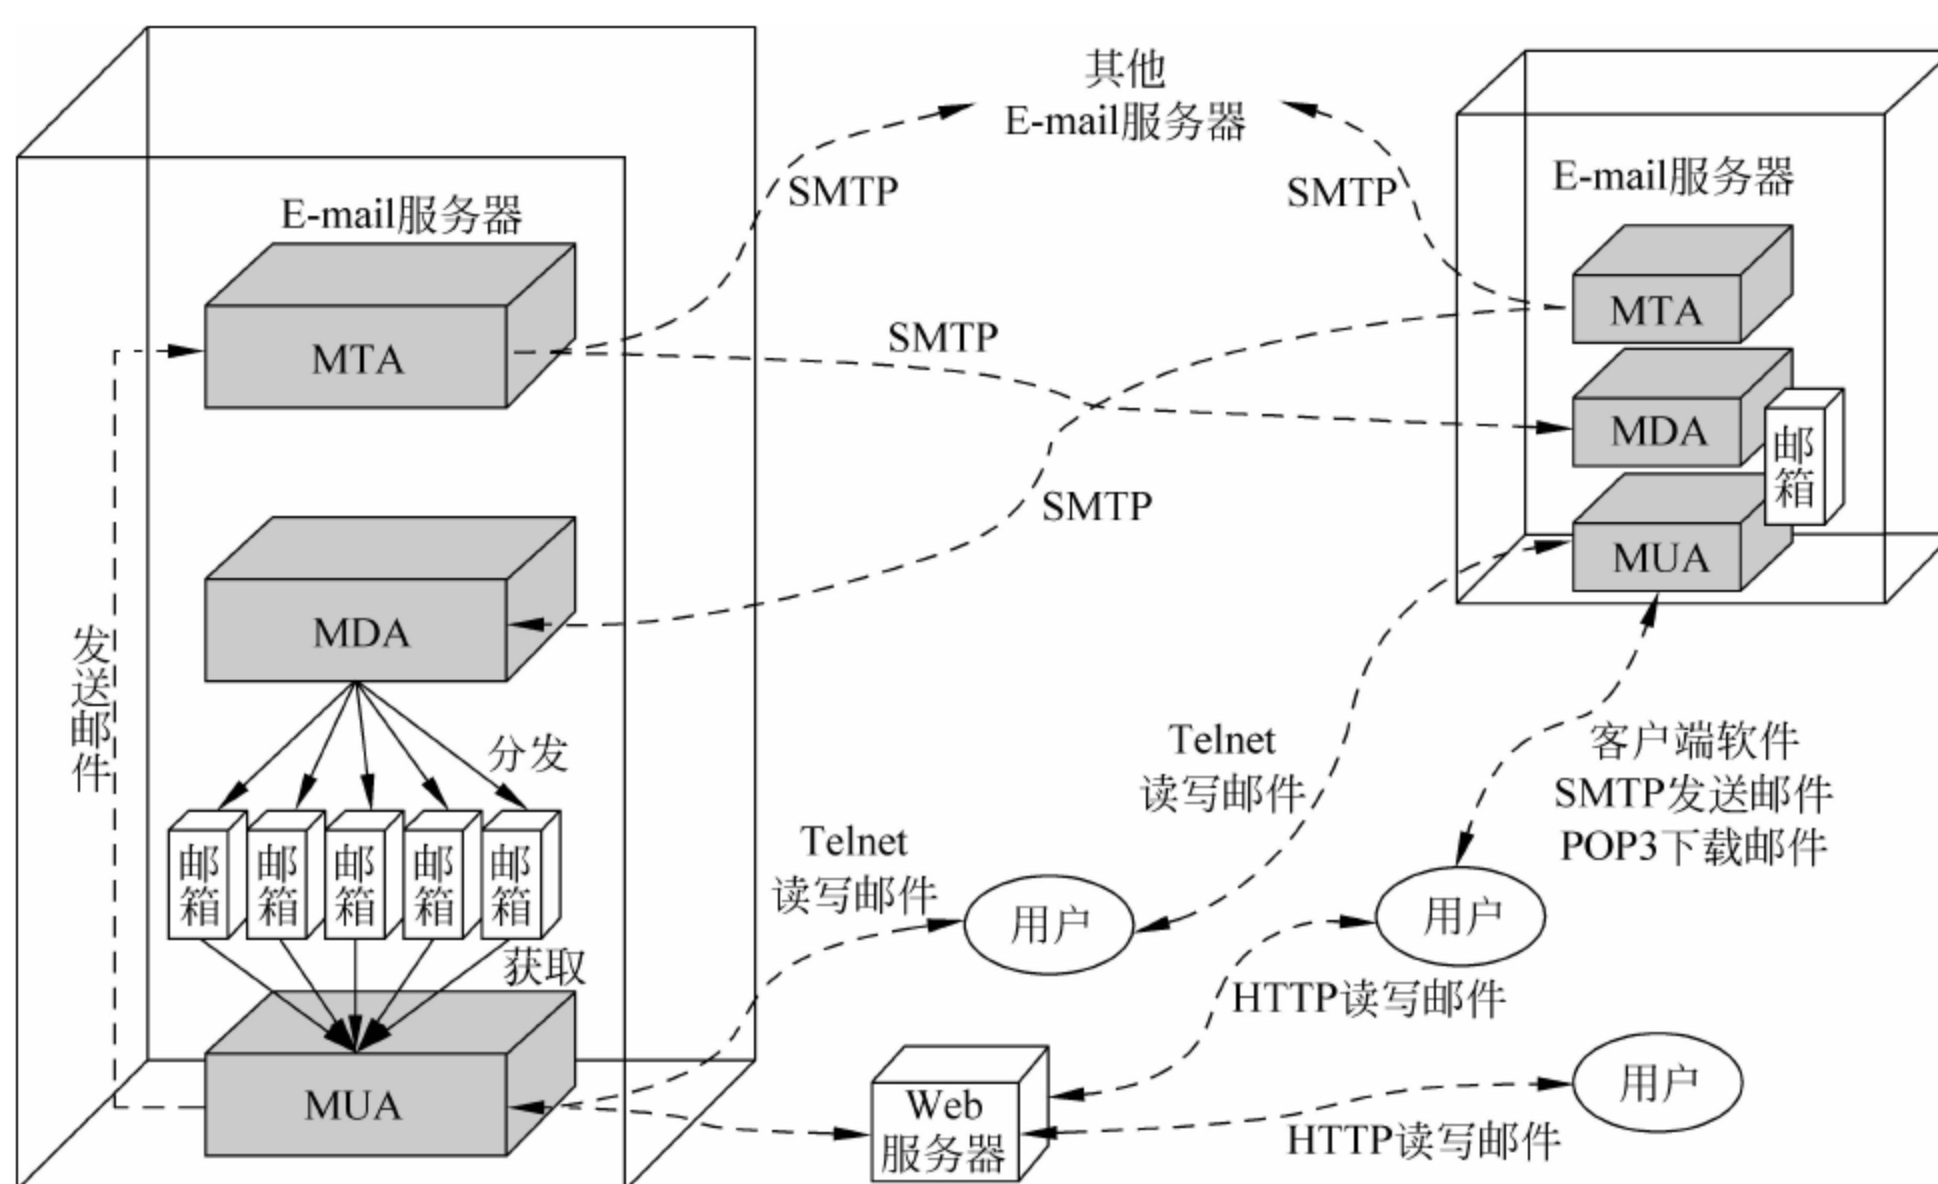 其他
E-mail服务器
SMTP
SMTP
E-mail服务器
E-mail服务器
MTA
MTA
SMTP
MDA
邮箱
SMTP
MUA
MDA
发送邮件
分发
邮箱
邮箱
邮箱
邮箱
邮箱
获取
MUA
Telnet
读写邮件
Telnet
读写邮件
客户端软件
SMTP发送邮件
POP3下载邮件
用户
用户
HTTP读写邮件
Web
服务器
用户
HTTP读写邮件